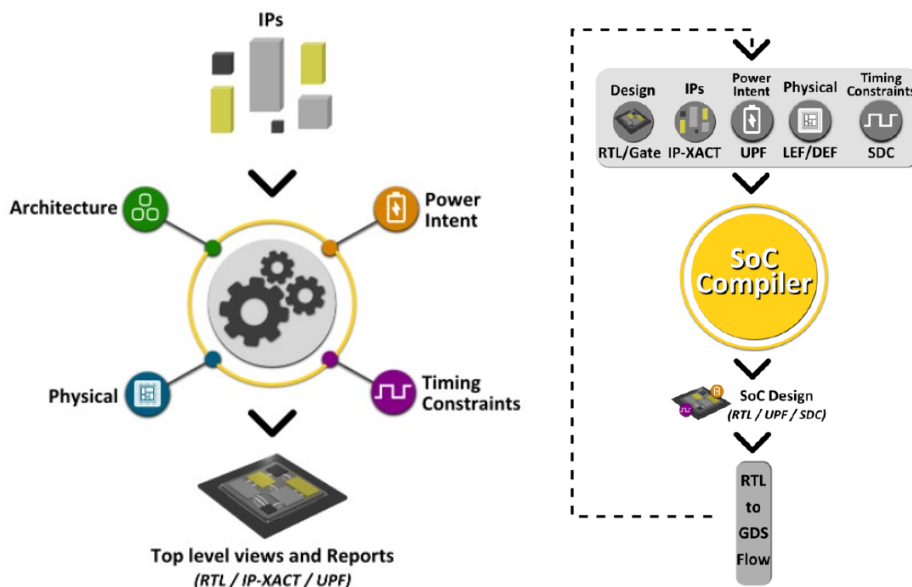 IPs
Architecture
Power
Intent
Physical
Timing
Constraints
Top level views and Reports
(RTL / IP-XACT / UPF)
Design
IPs
Power
Intent
Physical
Timing
Constraints
RTL/Gate
IP-XACT
UPF
LEF/DEF
SDC
SoC
Compiler
SoC Design
(RTL / UPF / SDC)
RTL
to
GDS
Flow